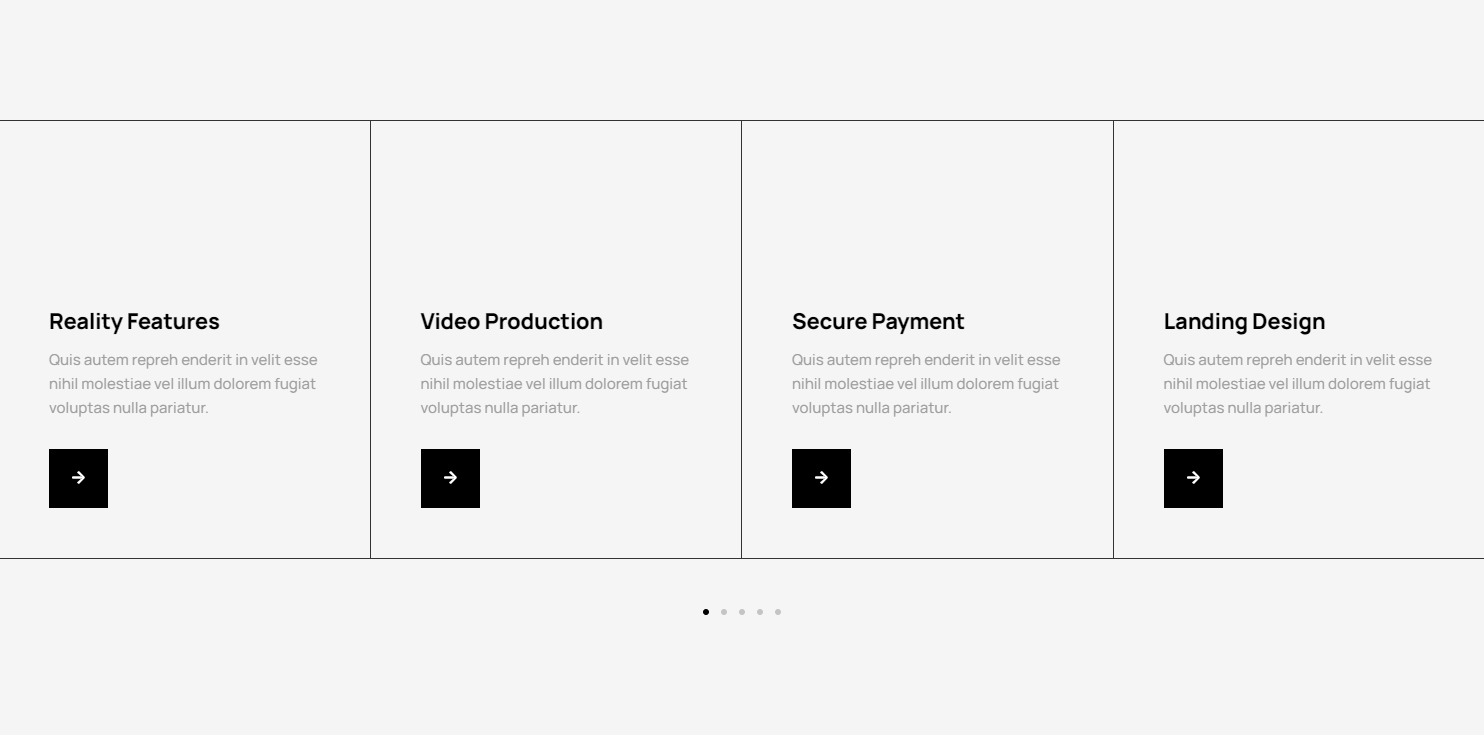 Reality Features
Quis autem repreh enderit in velit esse
nihil molestiae vel illum dolorem fugiat
voluptas nulla pariatur.
Video Production
Quis autem repreh enderit in velit esse
nihil molestiae vel illum dolorem fugiat
voluptas nulla pariatur.
Secure Payment
Quis autem repreh enderit in velit esse
nihil molestiae vel illum dolorem fugiat
voluptas nulla pariatur.
Landing Design
Quis autem repreh enderit in velit esse
nihil molestiae vel illum dolorem fugiat
voluptas nulla pariatur.